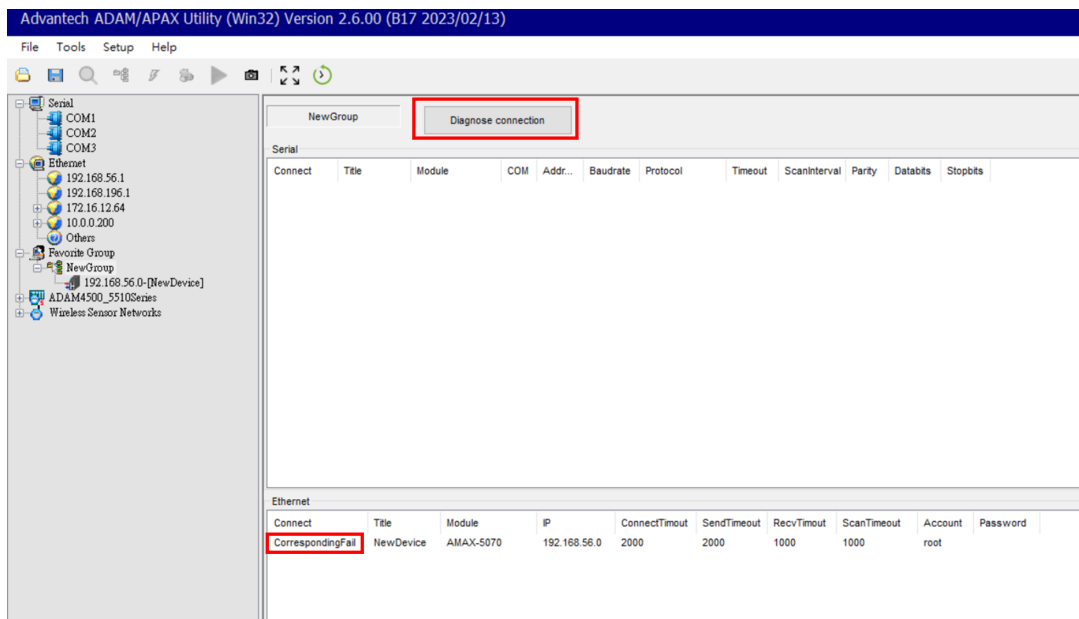 Advantech ADAM/APAX Utility (Win32) Version 2.6.00 (B17 2023/02/13)
File Tools Setup Help
Serial
COM1
COM2
COM3
Ethernet
192.168.56.1
192.168.196.1
172.16.12.64
10.0.0.200
Others
Favorite Group
NewGroup
192.168.56.0-[NewDevice]
ADAM4500_5510Series
Wireless Sensor Networks
NewGroup Diagnose connection
Serial
Connect Title Module COM Addr... Baudrate Protocol Timeout ScanInterval Parity Databits Stopbits
Ethernet
Connect Title Module IP ConnectTimout SendTimeout RecvTimout ScanTimeout Account Password
CorrespondingFail NewDevice AMAX-5070 192.168.56.0 2000 2000 1000 1000 root